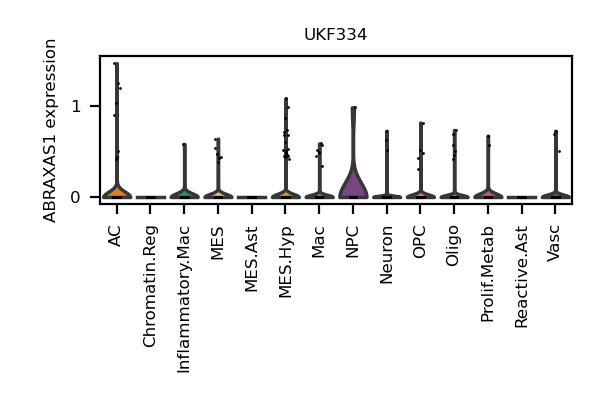 UKF334
ABRAXAS1 expression
1
0
AC
Chromatin.Reg
Inflammatory.Mac
MES
MES.Ast
MES.Hyp
Mac
NPC
Neuron
OPC
Oligo
Prolif.Metab
Reactive.Ast
Vasc